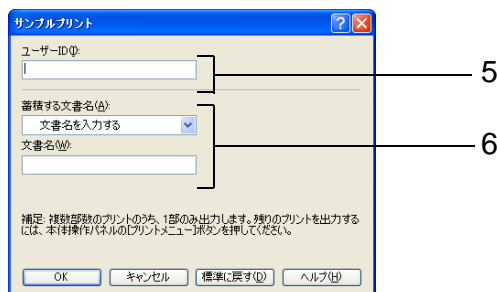 サンプルプリント
ユーザーID(I):
5
蓄積する文書名(A):
文書名を入力する
6
文書名(W):
補足: 複数部数のプリントのうち、1部のみ出力します。残りのプリントを出力する
には、本体操作パネルの[プリントメニュー]ボタンを押してください。
OK キャンセル 標準に戻す(D) ヘルプ(H)